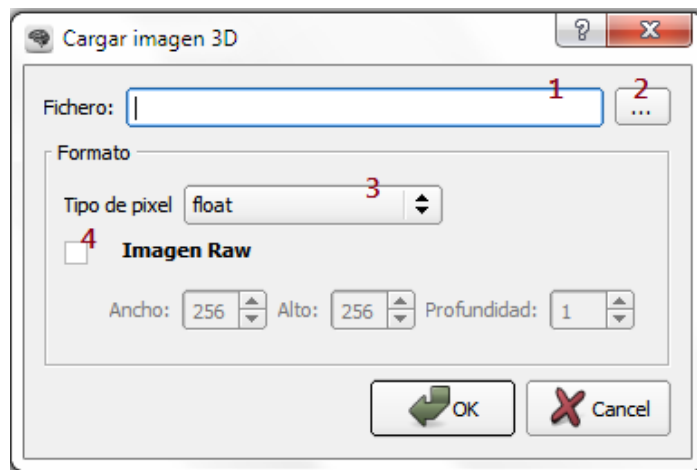 Cargar imagen 3D ?
Fichero: 1 2 ...
Formato
Tipo de pixel float 3
4 Imagen Raw
Ancho: 256 Alto: 256 Profundidad: 1
OK Cancel